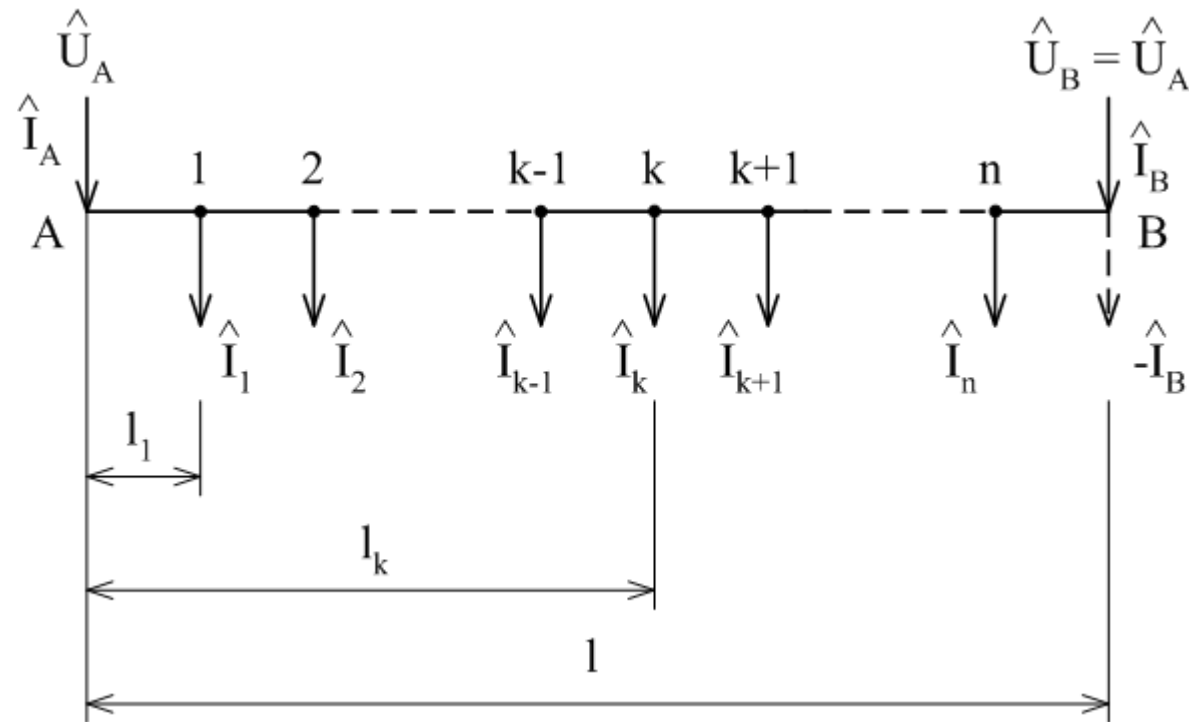 Û_A
Û_B = Û_A
Î_A
1 2 k-1 k k+1 n
Î_B
A B
Î_1 Î_2 Î_k-1 Î_k Î_k+1 Î_n -Î_B
l_1
l_k
l